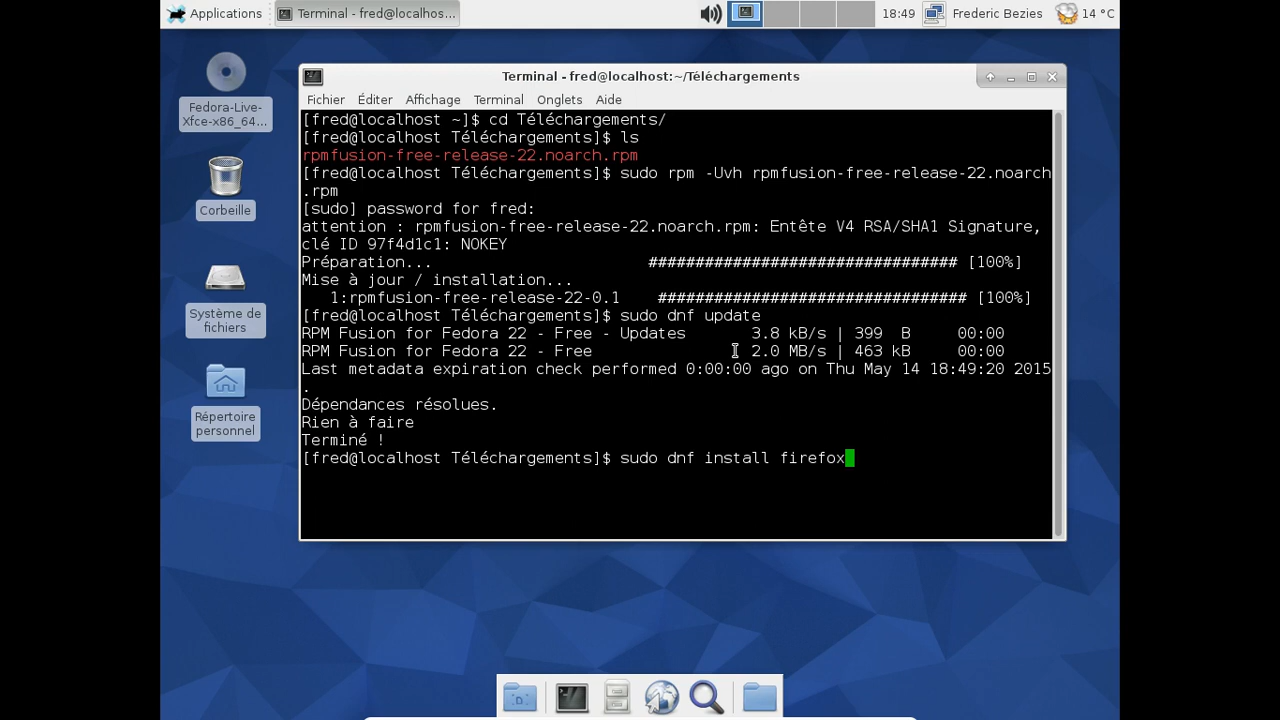 Applications
Terminal - fred@localhos...
18:49
Frederic Bezies
14 °C
Fedora-Live-
Xfce-x86_64...
Corbeille
Système de
fichiers
Répertoire
personnel
Terminal - fred@localhost:~/Téléchargements
Fichier Éditer Affichage Terminal Onglets Aide
[fred@localhost ~]$ cd Téléchargements/
[fred@localhost Téléchargements]$ ls
rpmfusion-free-release-22.noarch.rpm
[fred@localhost Téléchargements]$ sudo rpm -Uvh rpmfusion-free-release-22.noarch
.rpm
[sudo] password for fred:
attention : rpmfusion-free-release-22.noarch.rpm: Entête V4 RSA/SHA1 Signature,
clé ID 97f4d1c1: NOKEY
Préparation... ################################# [100%]
Mise à jour / installation...
1:rpmfusion-free-release-22-0.1 ################################# [100%]
[fred@localhost Téléchargements]$ sudo dnf update
RPM Fusion for Fedora 22 - Free - Updates 3.8 kB/s | 399 B 00:00
RPM Fusion for Fedora 22 - Free 2.0 MB/s | 463 kB 00:00
Last metadata expiration check performed 0:00:00 ago on Thu May 14 18:49:20 2015
.
Dépendances résolues.
Rien à faire
Terminé !
[fred@localhost Téléchargements]$ sudo dnf install firefox